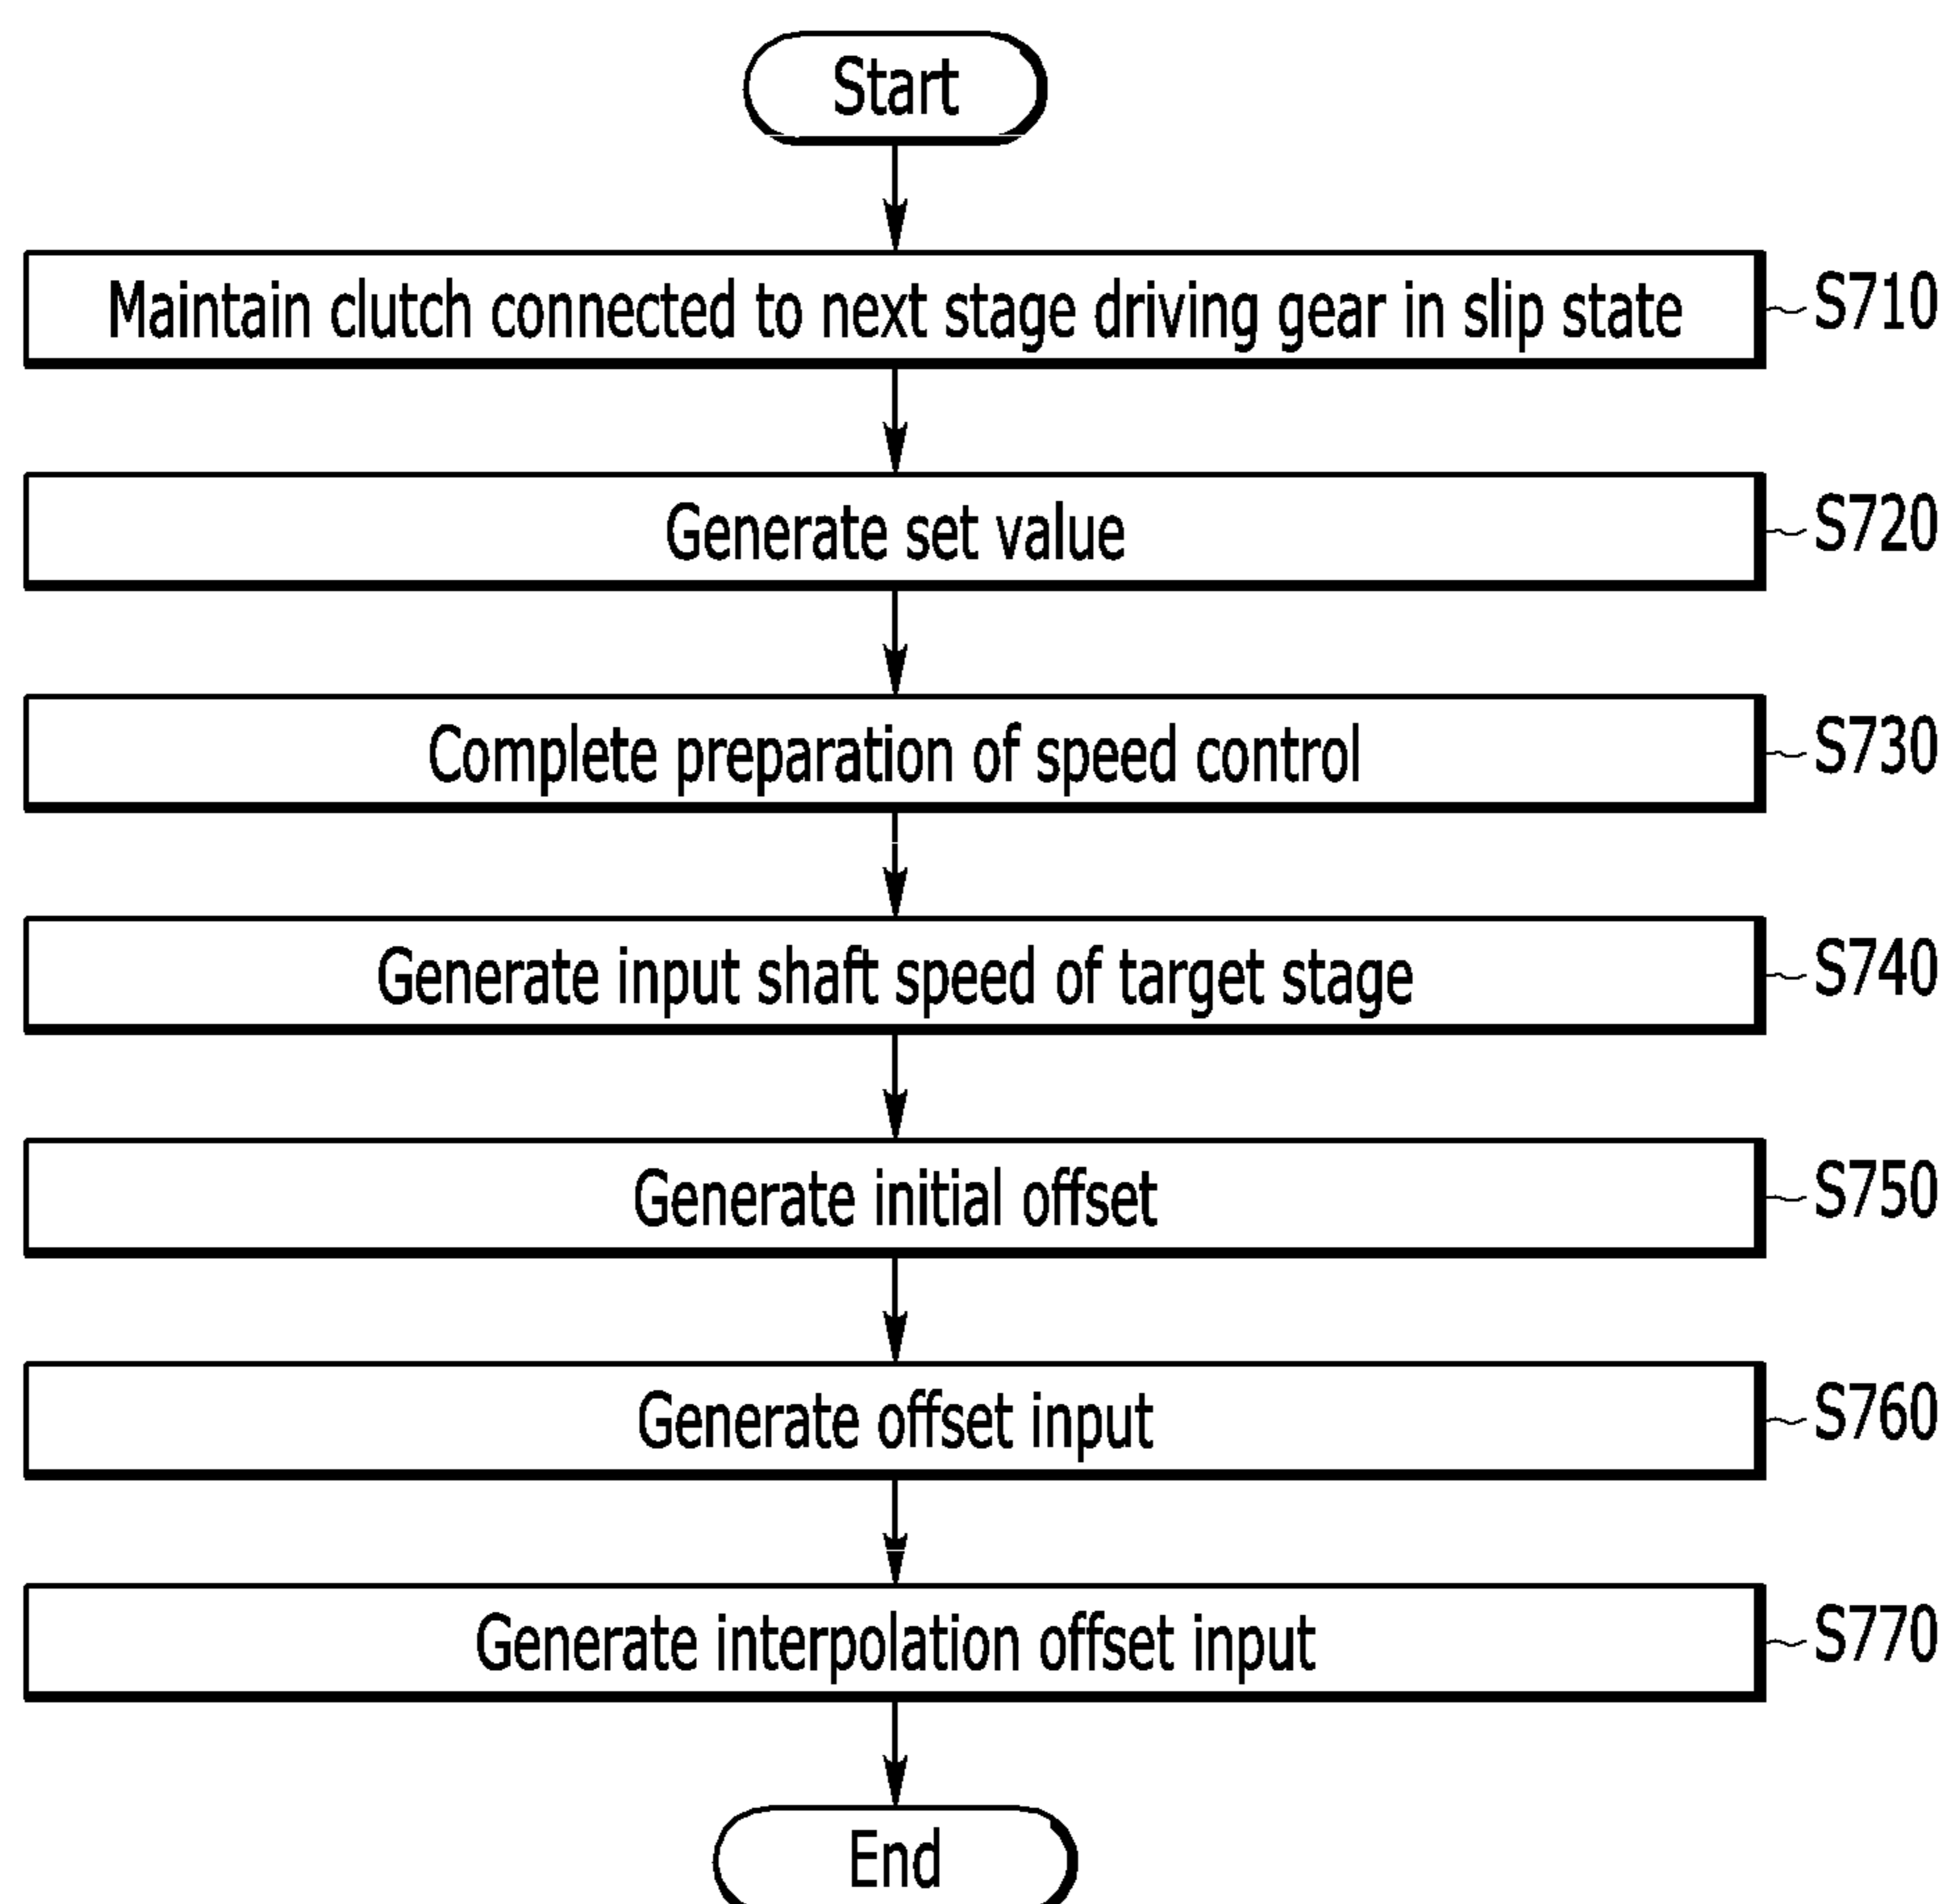 Start
Maintain clutch connected to next stage driving gear in slip state
S710
Generate set value
S720
Complete preparation of speed control
S730
Generate input shaft speed of target stage
S740
Generate initial offset
S750
Generate offset input
S760
Generate interpolation offset input
S770
End